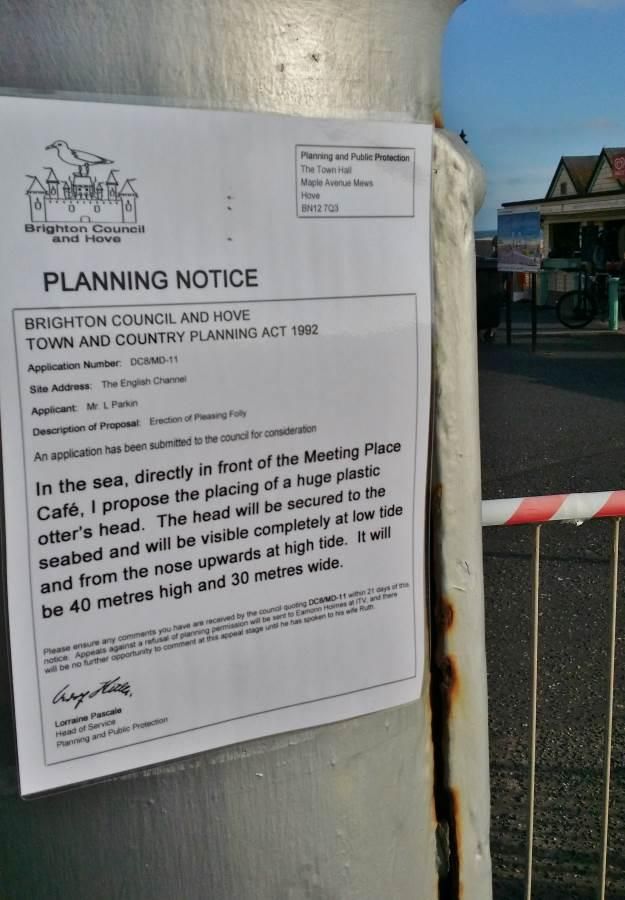 Brighton Council
and Hove
Planning and Public Protection
The Town Hall
Maple Avenue Mews
Hove
BN12 7Q3
PLANNING NOTICE
BRIGHTON COUNCIL AND HOVE
TOWN AND COUNTRY PLANNING ACT 1992
Application Number: DC8/MD-11
Site Address: The English Channel
Applicant: Mr. L Parkin
Description of Proposal: Erection of Pleasing Folly
An application has been submitted to the council for consideration
In the sea, directly in front of the Meeting Place
Café, I propose the placing of a huge plastic
otter's head. The head will be secured to the
seabed and will be visible completely at low tide
and from the nose upwards at high tide. It will
be 40 metres high and 30 metres wide.
Please ensure any comments you have are received by the council quoting DC8/MD-11 within 21 days of this
notice. Appeals against a refusal of planning permission will be sent to Eamonn Holmes at ITV, and there
will be no further opportunity to comment at this appeal stage until he has spoken to his wife Ruth.
Lorraine Pascale
Head of Service
Planning and Public Protection